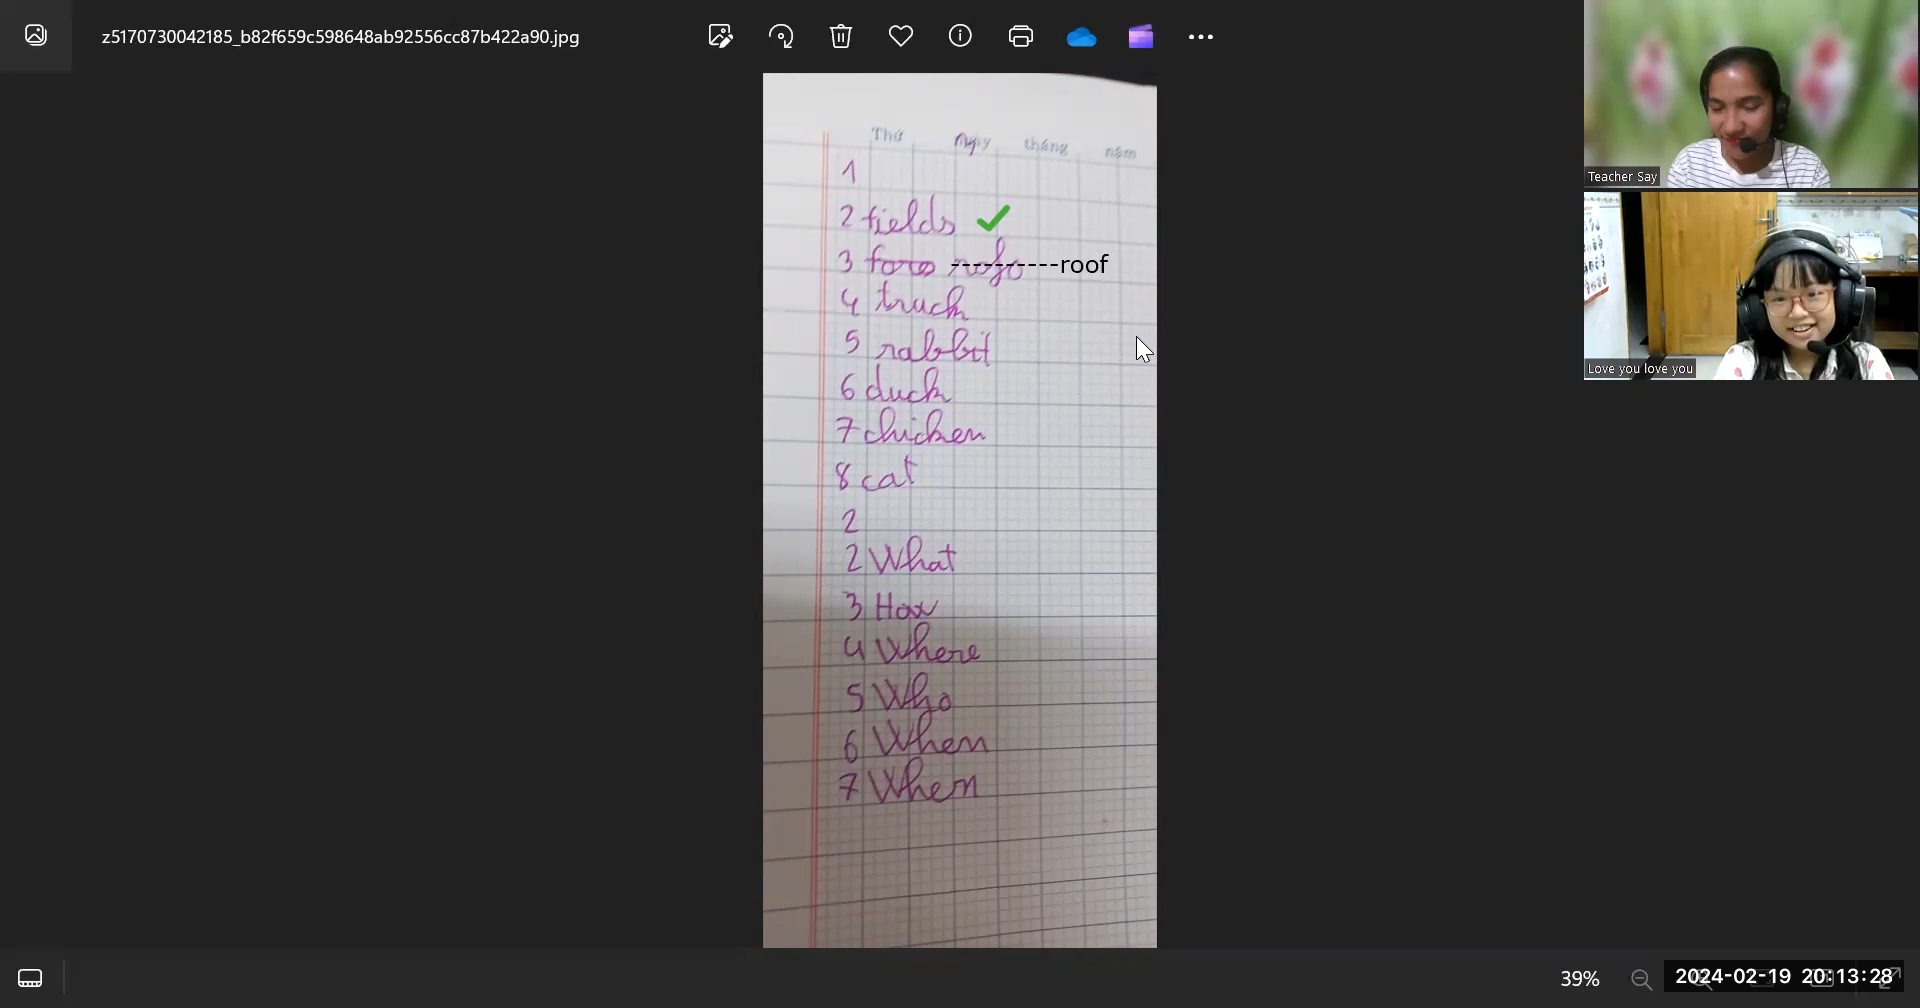 z5170730042185_b82f659c598648ab92556cc87b422a90.jpg
Teacher Say
Love you love you
Thứ ngày tháng năm
1
2 fields
3 rofo ---------roof
4 truck
5 rabbit
6 duck
7 chicken
8 cat
2
2 What
3 How
4 Where
5 Who
6 When
7 When
39%
2024-02-19 20:13:28